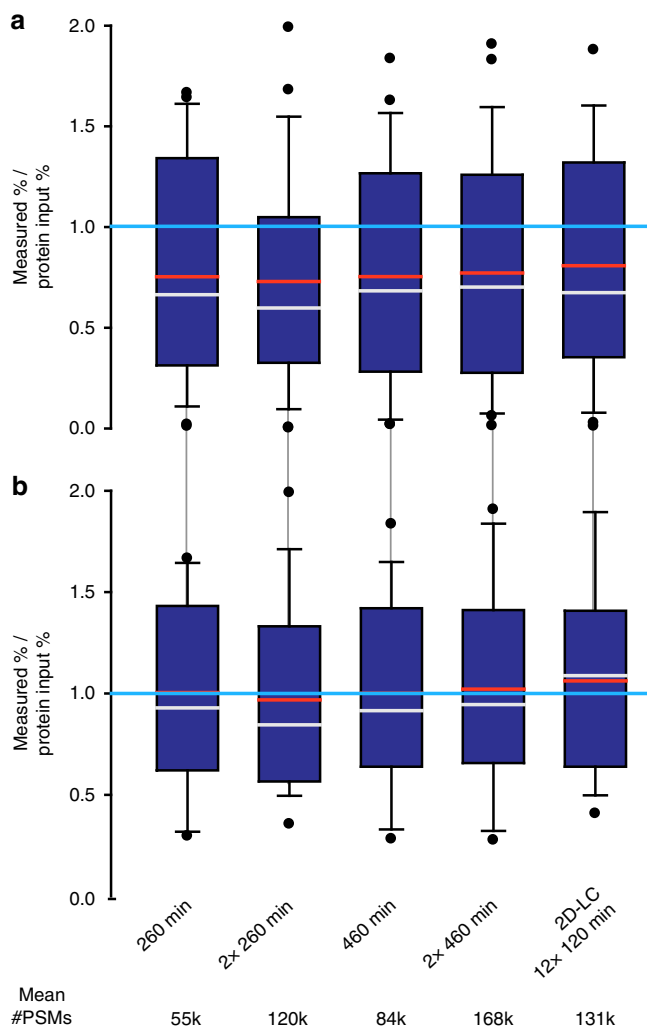 a
2.0
1.5
1.0
0.5
0.0
Measured % /
protein input %
b
2.0
1.5
1.0
0.5
0.0
Measured % /
protein input %
260 min
2× 260 min
460 min
2× 460 min
2D-LC
12× 120 min
Mean
#PSMs 55k 120k 84k 168k 131k